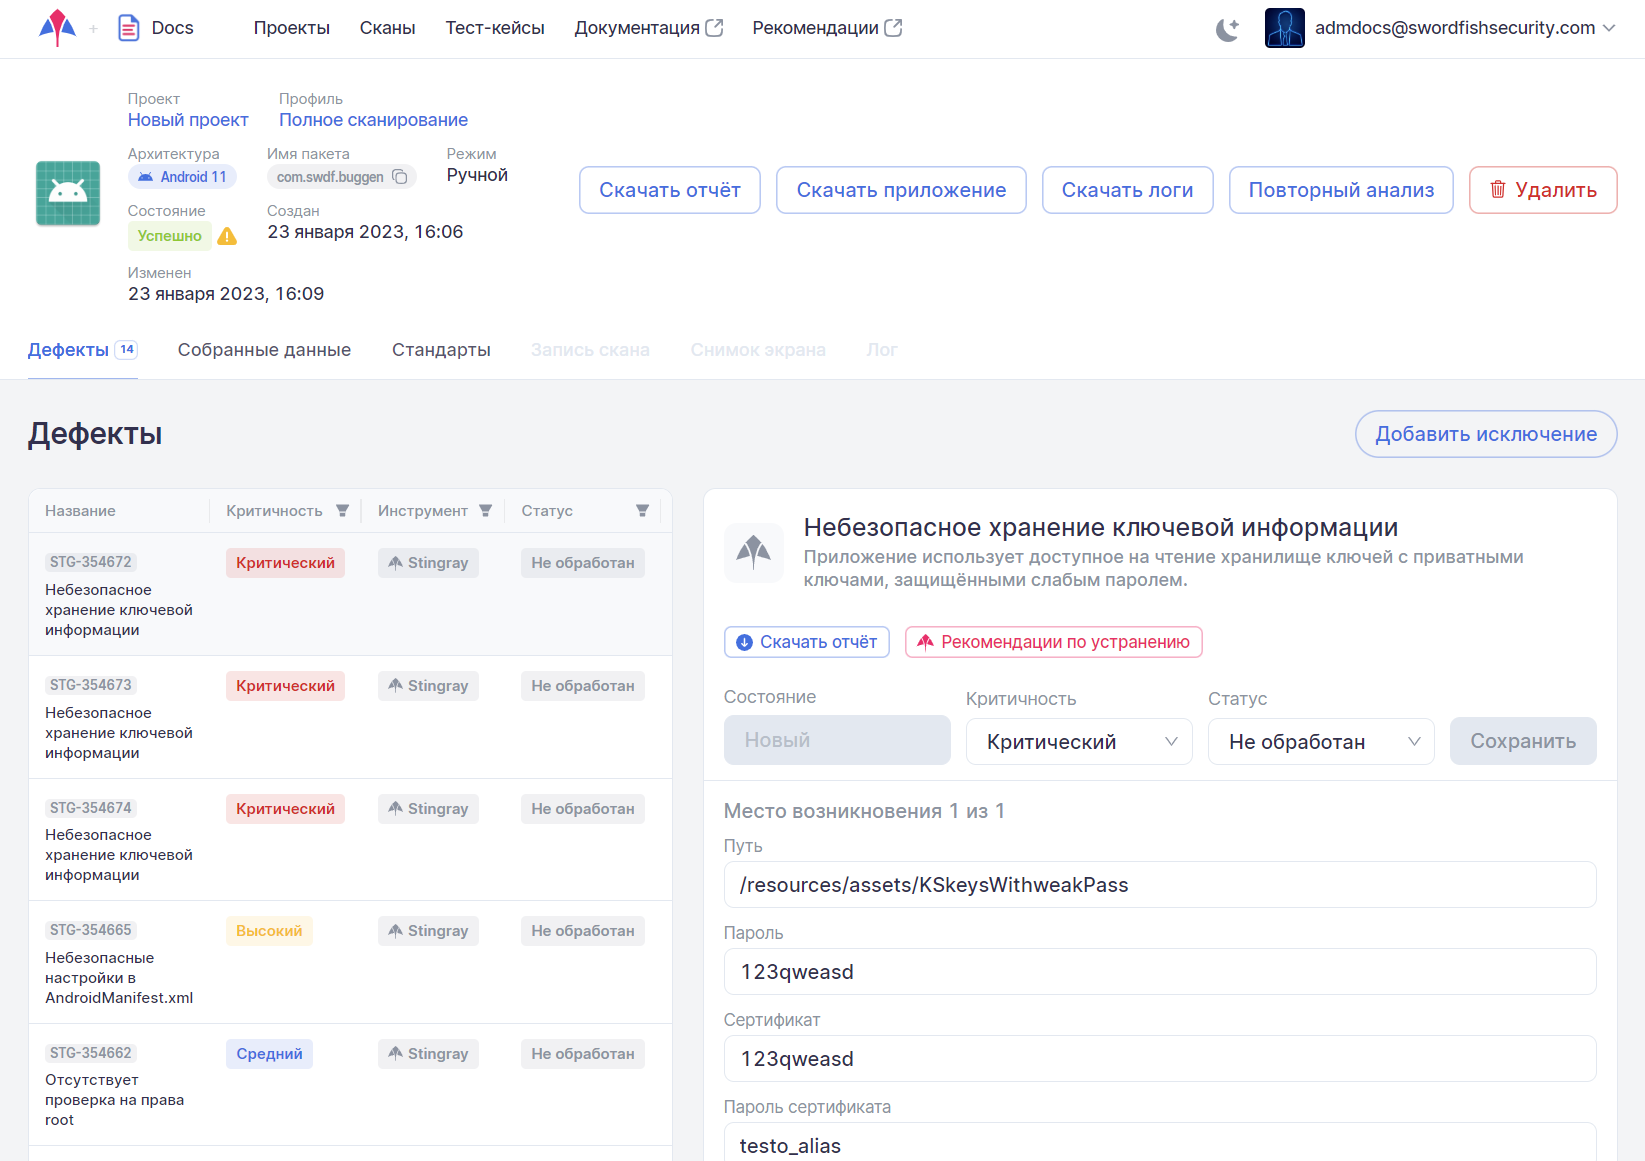 Docs
Проекты
Сканы
Тест-кейсы
Документация
Рекомендации
admdocs@swordfishsecurity.com
Проект
Новый проект
Профиль
Полное сканирование
Архитектура
Android 11
Имя пакета
com.swdf.buggen
Режим
Ручной
Состояние
Успешно
Создан
23 января 2023, 16:06
Изменен
23 января 2023, 16:09
Скачать отчёт
Скачать приложение
Скачать логи
Повторный анализ
Удалить
Дефекты 14
Собранные данные
Стандарты
Запись скана
Снимок экрана
Лог
Дефекты
Добавить исключение
Название
Критичность
Инструмент
Статус
STG-354672
Небезопасное
хранение ключевой
информации
Критический
Stingray
Не обработан
STG-354673
Небезопасное
хранение ключевой
информации
Критический
Stingray
Не обработан
STG-354674
Небезопасное
хранение ключевой
информации
Критический
Stingray
Не обработан
STG-354665
Небезопасные
настройки в
AndroidManifest.xml
Высокий
Stingray
Не обработан
STG-354662
Отсутствует
проверка на права
root
Средний
Stingray
Не обработан
Небезопасное хранение ключевой информации
Приложение использует доступное на чтение хранилище ключей с приватными
ключами, защищёнными слабым паролем.
Скачать отчёт
Рекомендации по устранению
Состояние
Новый
Критичность
Критический
Статус
Не обработан
Сохранить
Место возникновения 1 из 1
Путь
/resources/assets/KSkeysWithweakPass
Пароль
123qweasd
Сертификат
123qweasd
Пароль сертификата
testo_alias